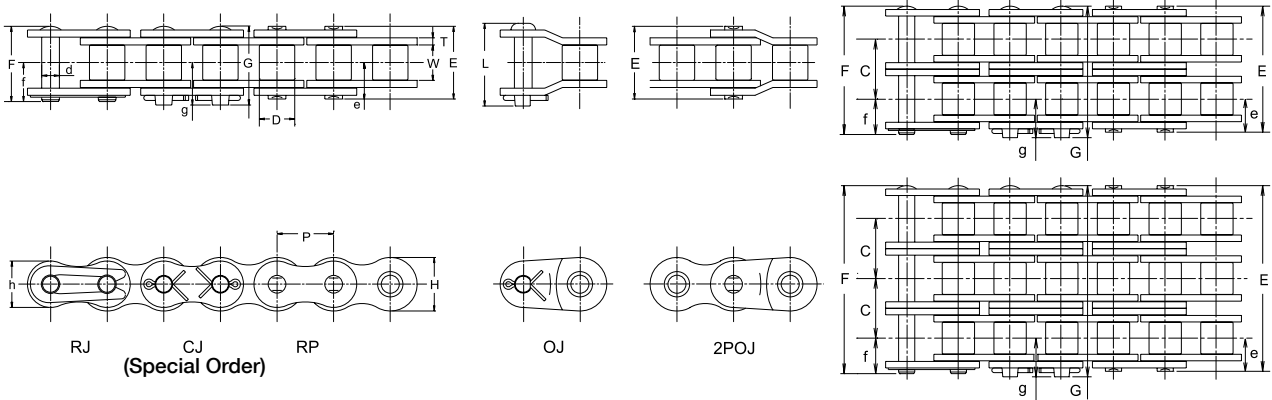 F
f
d
g
G
D
e
T
W
E
L
E
F
C
f
g
G
e
E
h
P
H
RJ
CJ
RP
(Special Order)
OJ
2POJ
F
C
C
f
g
G
e
E